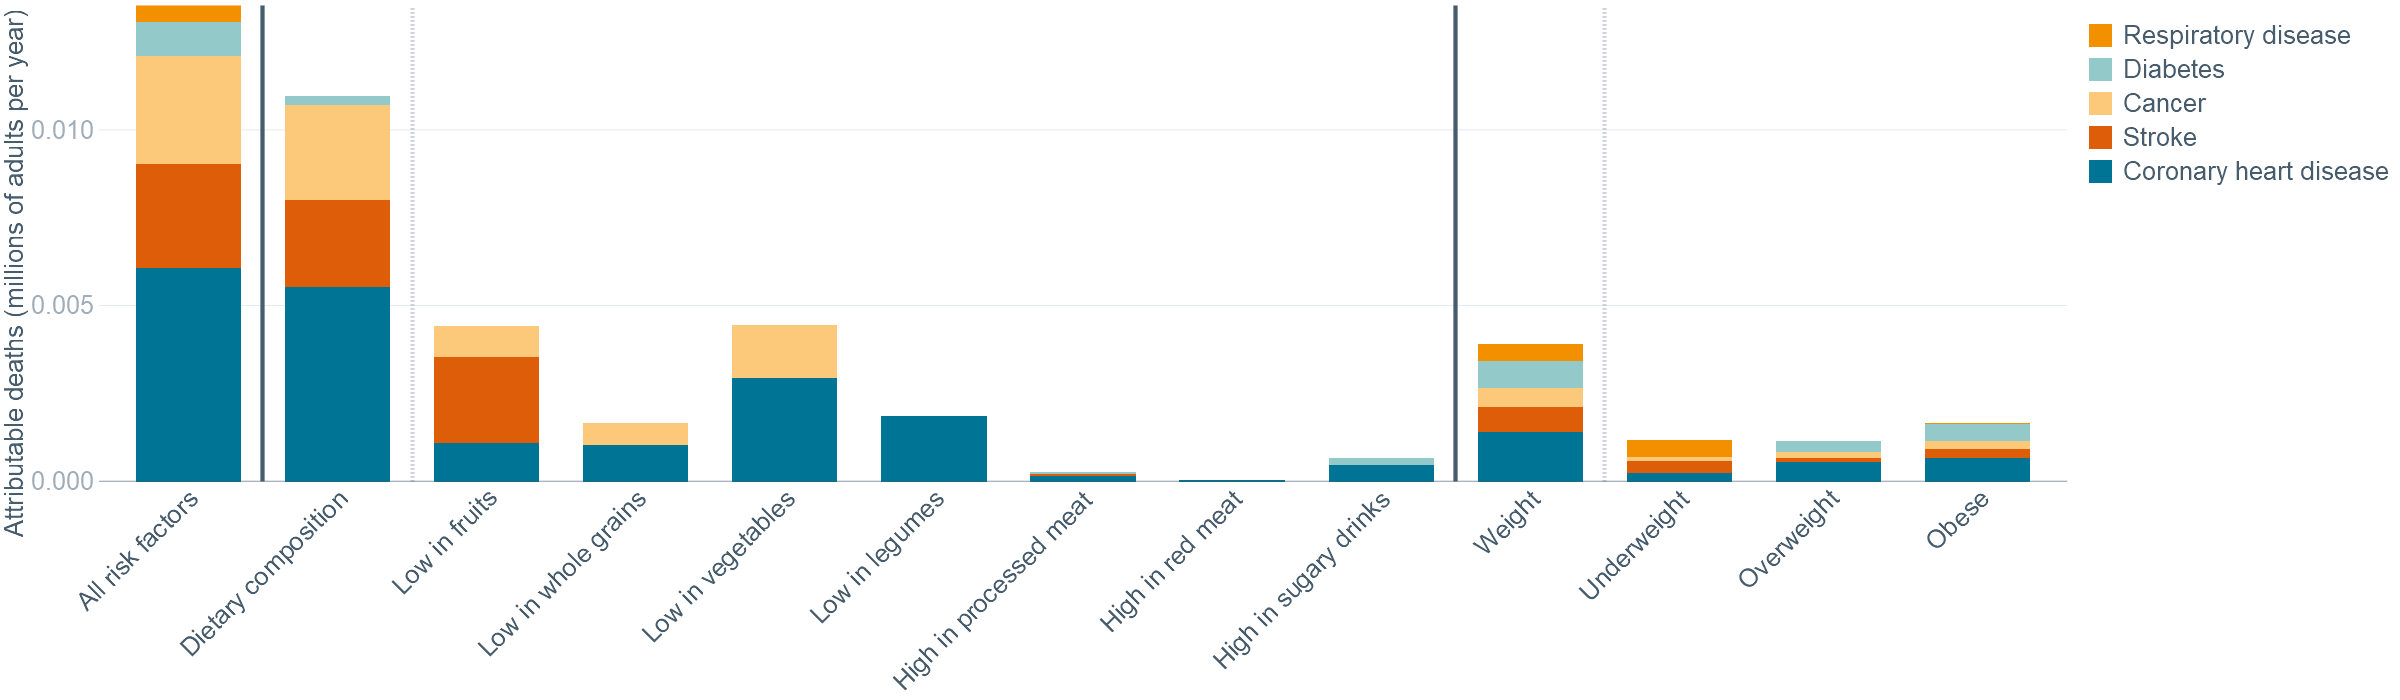 Attributable deaths (millions of adults per year)
0.010
0.005
0.000
All risk factors
Dietary composition
Low in fruits
Low in whole grains
Low in vegetables
Low in legumes
High in processed meat
High in red meat
High in sugary drinks
Weight
Underweight
Overweight
Obese
Respiratory disease
Diabetes
Cancer
Stroke
Coronary heart disease